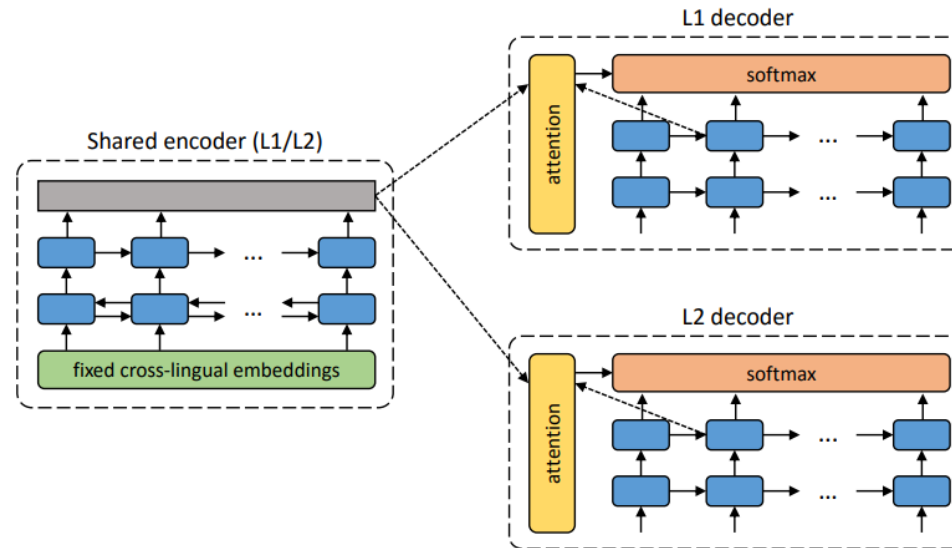 L1 decoder
attention
softmax
...
...
Shared encoder (L1/L2)
...
...
fixed cross-lingual embeddings
L2 decoder
attention
softmax
...
...